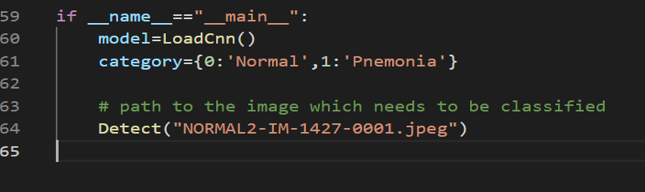 59 if __name__=="__main__":
60 model=LoadCnn()
61 category={0:'Normal',1:'Pnemonia'}
62
63 # path to the image which needs to be classified
64 Detect("NORMAL2-IM-1427-0001.jpeg")
65